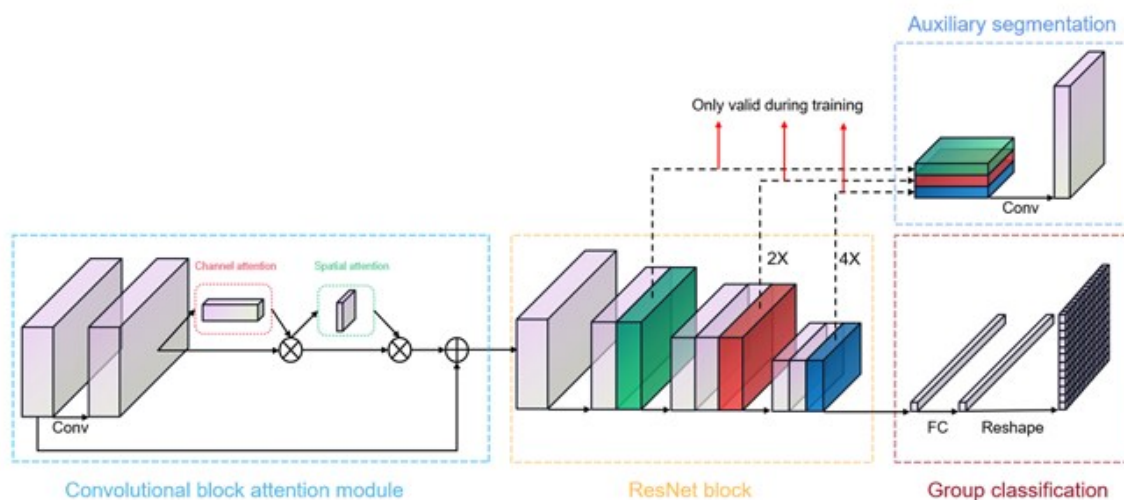 Auxiliary segmentation
Only valid during training
Conv
Channel attention
Spatial attention
2X
4X
Conv
FC
Reshape
Convolutional block attention module
ResNet block
Group classification